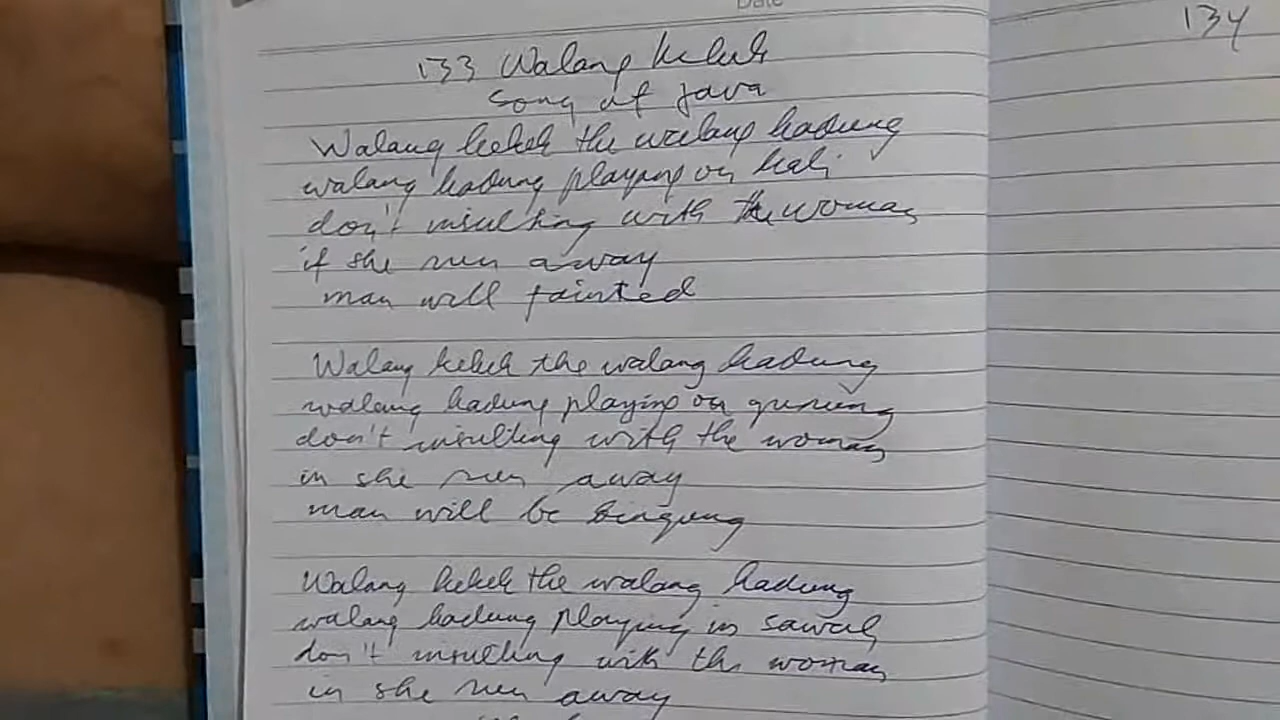 Date
134
133 Walang kekek
song of Java
Walang kekek the walang kadung
walang kadung playing on kali
don't insulting with the woman
if she run away
man will fainted
Walang kekek the walang kadung
walang kadung playing on gunung
don't insulting with the woman
in she run away
man will be bingung
Walang kekek the walang kadung
walang kadung playing in sawah
don't insulting with the woman
in she run away